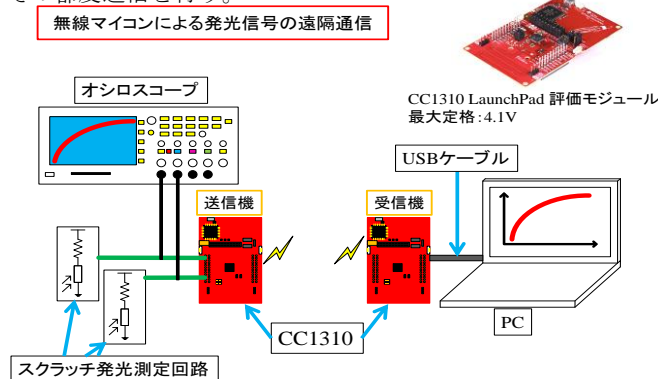 無線マイコンによる発光信号の遠隔通信
CC1310 LaunchPad 評価モジュール
最大定格:4.1V
オシロスコープ
USBケーブル
送信機
受信機
CC1310
PC
スクラッチ発光測定回路